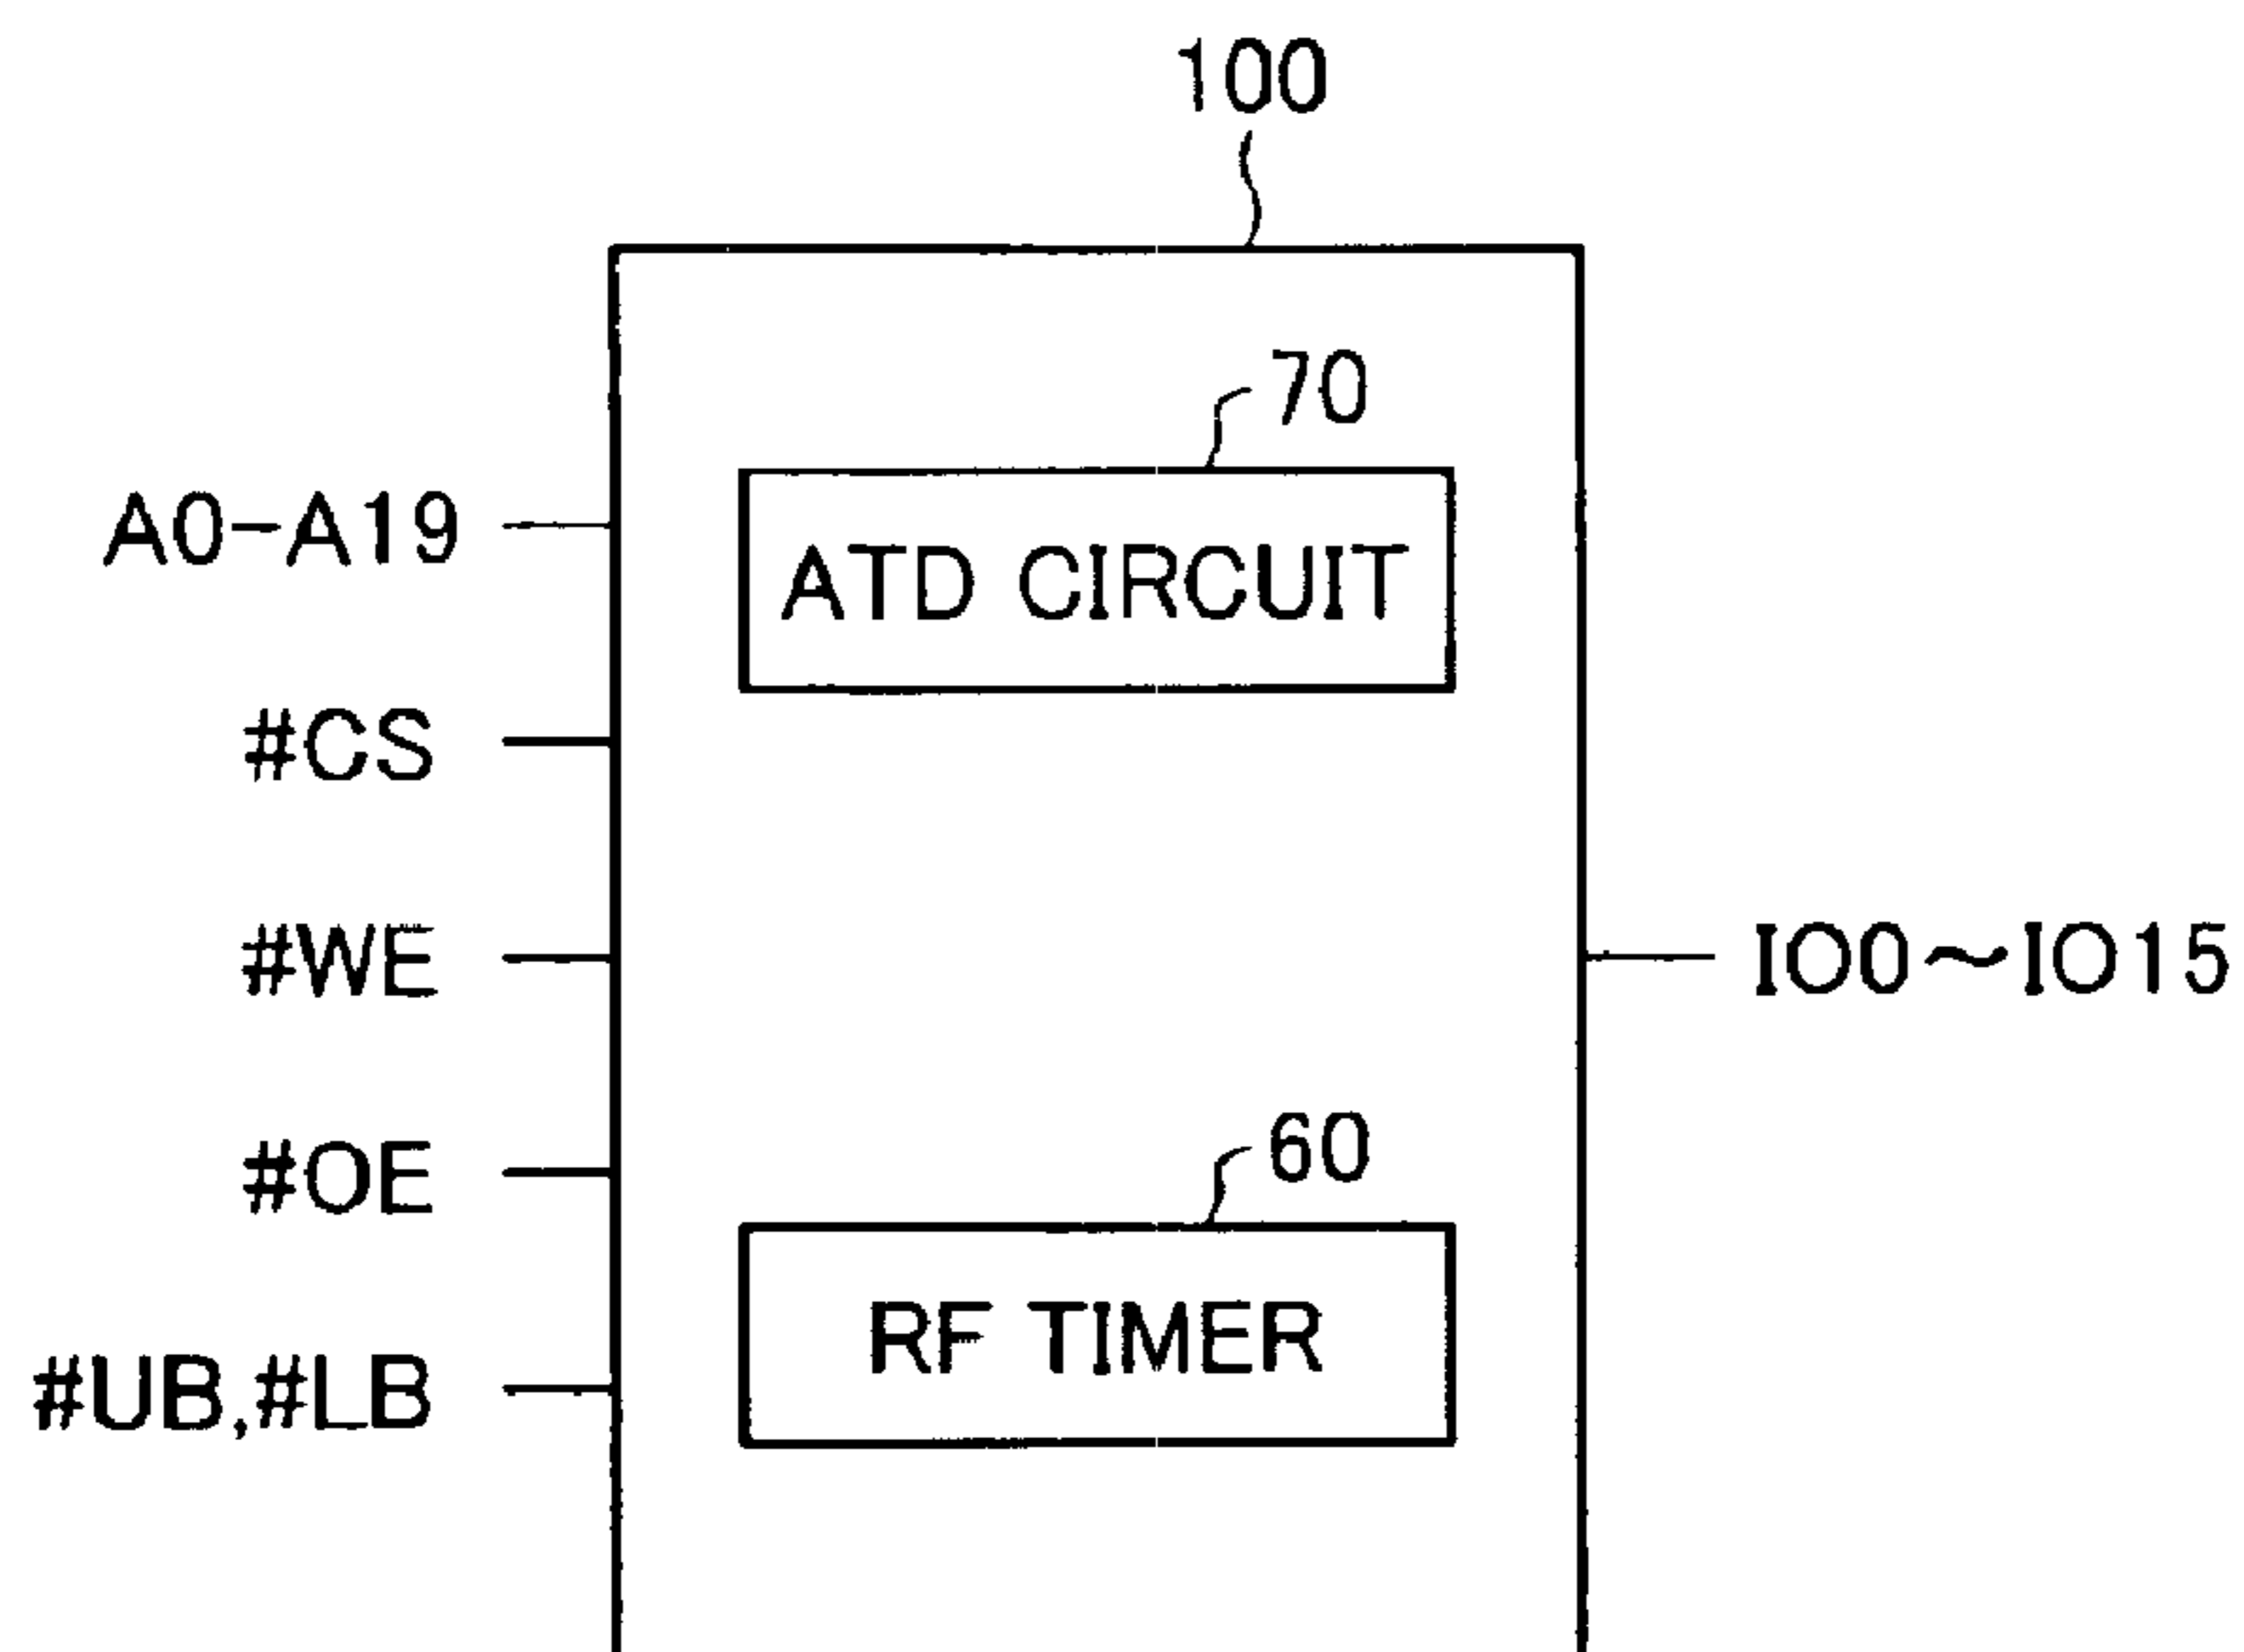 100
70
A0-A19
ATD CIRCUIT
#CS
#WE
IO0~IO15
60
#OE
RF TIMER
#UB,#LB